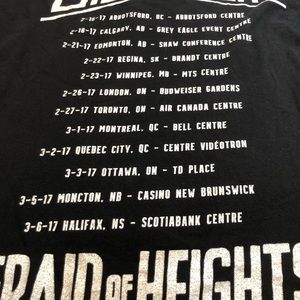 2-16-17 ABBOTSFORD, BC - ABBOTSFORD CENTRE
2-18-17 CALGARY, AB - GREY EAGLE EVENT CENTRE
2-21-17 EDMONTON, AB - SHAW CONFERENCE CENTRE
2-22-17 REGINA, SK - BRANDT CENTRE
2-23-17 WINNIPEG, MB - MTS CENTRE
2-26-17 LONDON, ON - BUDWEISER GARDENS
2-27-17 TORONTO, ON - AIR CANADA CENTRE
3-1-17 MONTREAL, QC - BELL CENTRE
3-2-17 QUEBEC CITY, QC - CENTRE VIDÉOTRON
3-3-17 OTTAWA, ON - TD PLACE
3-5-17 MONCTON, NB - CASINO NEW BRUNSWICK
3-6-17 HALIFAX, NS - SCOTIABANK CENTRE
FRAID OF HEIGHTS